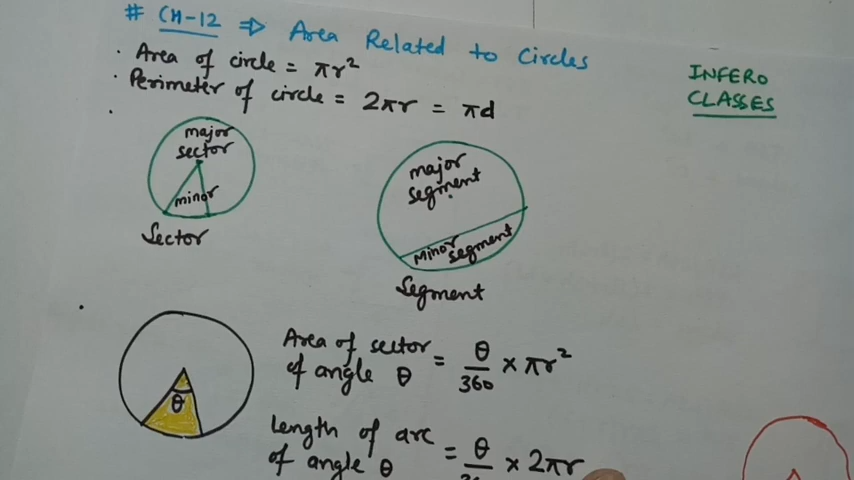 # CH-12 ⇒ Area Related to Circles
· Area of circle = πr²
· Perimeter of circle = 2πr = πd
INFERO
CLASSES
major
sector
minor
Sector
major
segment
Minor segment
Segment
Area of sector
of angle θ = θ/360 × πr²
θ
Length of arc
of angle θ = θ/ × 2πr